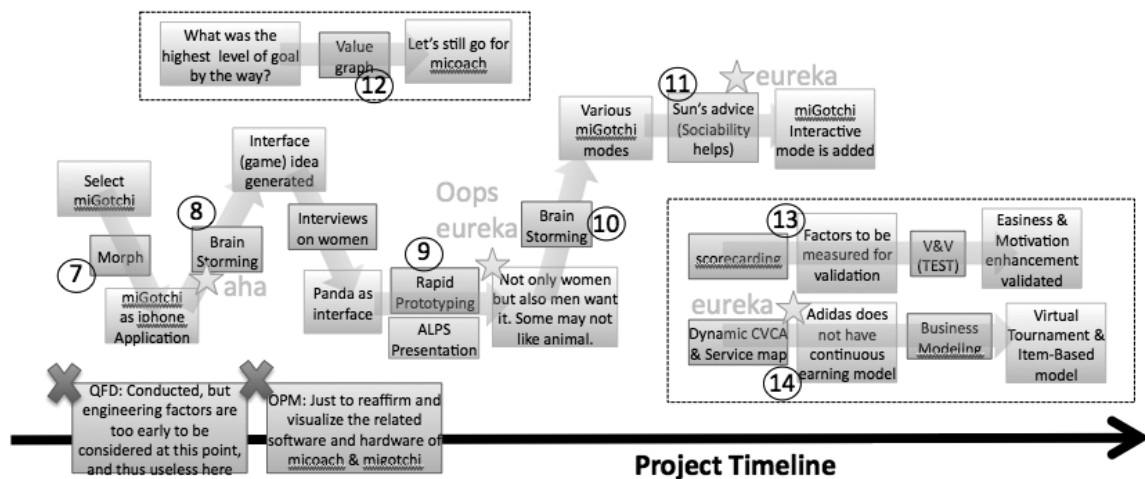 What was the
highest level of goal
by the way?
Value
graph
12
Let's still go for
micoach
Select
miGotchi
7
Morph
miGotchi
as iphone
Application
8
Brain
Storming
aha
Interface
(game) idea
generated
Interviews
on women
Panda as
interface
9
Rapid
Prototyping
ALPS
Presentation
Oops
eureka
Not only women
but also men want
it. Some may not
like animal.
Brain
Storming
10
Various
miGotchi
modes
11
Sun's advice
(Sociability
helps)
eureka
miGotchi
Interactive
mode is added
13
scorecarding
Factors to be
measured for
validation
V&V
(TEST)
Easiness &
Motivation
enhancement
validated
eureka
Dynamic CVCA
& Service map
14
Adidas does
not have
continuous
earning model
Business
Modeling
Virtual
Tournament &
Item-Based
model
QFD: Conducted, but
engineering factors are
too early to be
considered at this point,
and thus useless here
OPM: Just to reaffirm and
visualize the related
software and hardware of
micoach & migotchi
Project Timeline